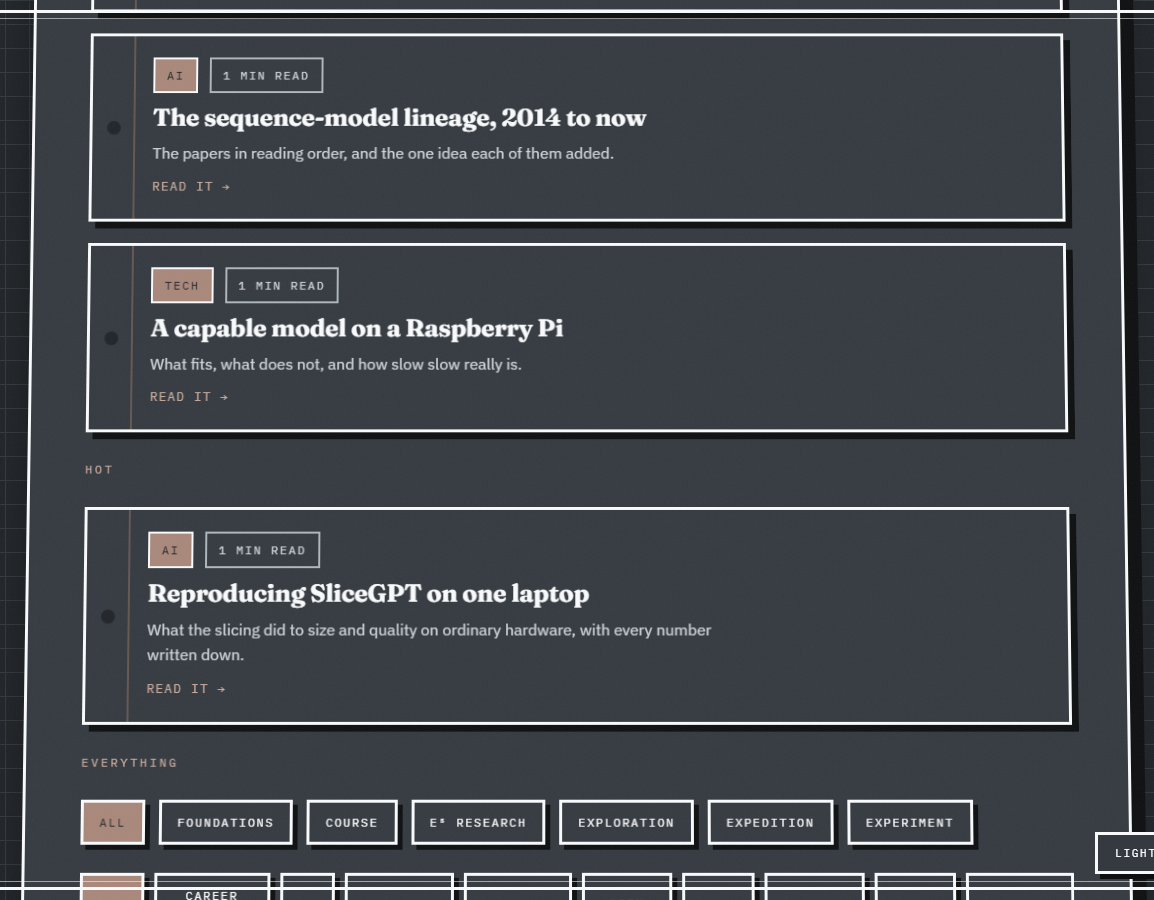 AI
1 MIN READ
The sequence-model lineage, 2014 to now
The papers in reading order, and the one idea each of them added.
READ IT →
TECH
1 MIN READ
A capable model on a Raspberry Pi
What fits, what does not, and how slow slow really is.
READ IT →
HOT
AI
1 MIN READ
Reproducing SliceGPT on one laptop
What the slicing did to size and quality on ordinary hardware, with every number
written down.
READ IT →
EVERYTHING
ALL
FOUNDATIONS
COURSE
RESEARCH
EXPLORATION
EXPEDITION
EXPERIMENT
LIGHT
CAREER